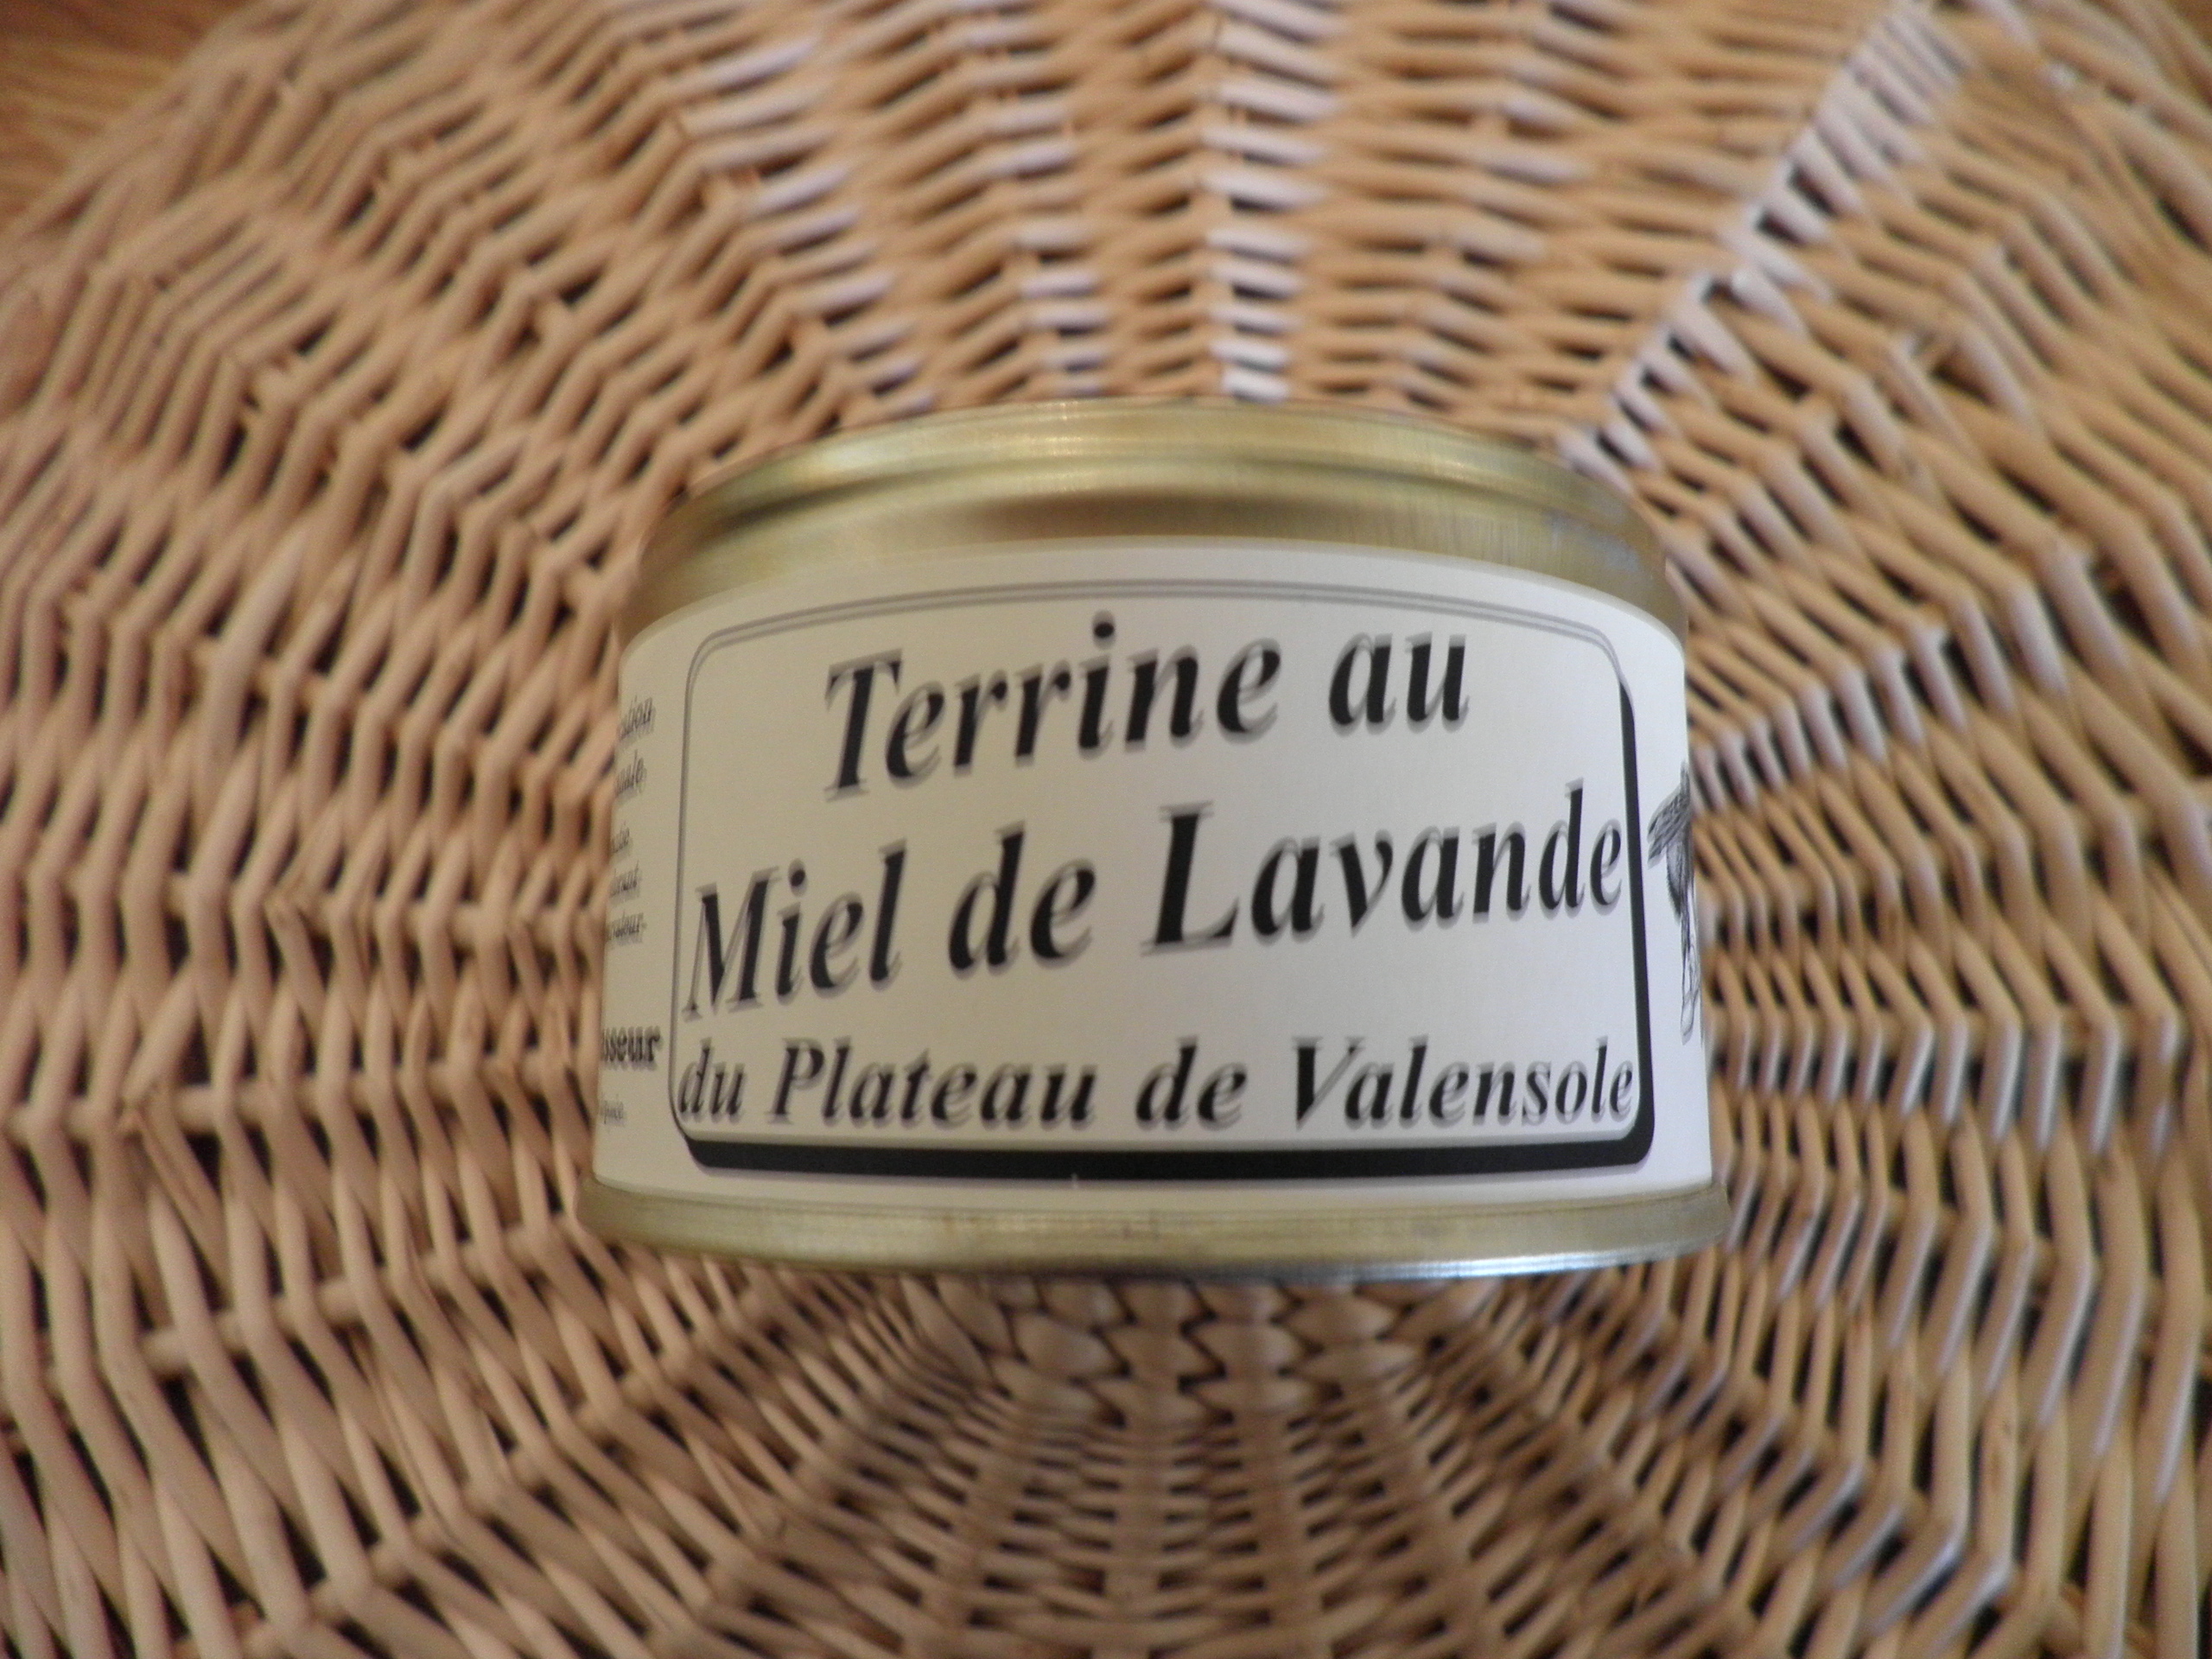 Terrine au
Miel de Lavande
du Plateau de Valensole